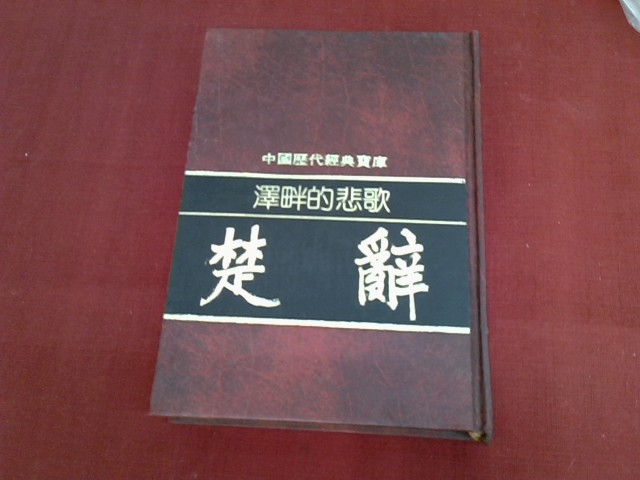 中國歷代經典寶庫
澤畔的悲歌
楚辭